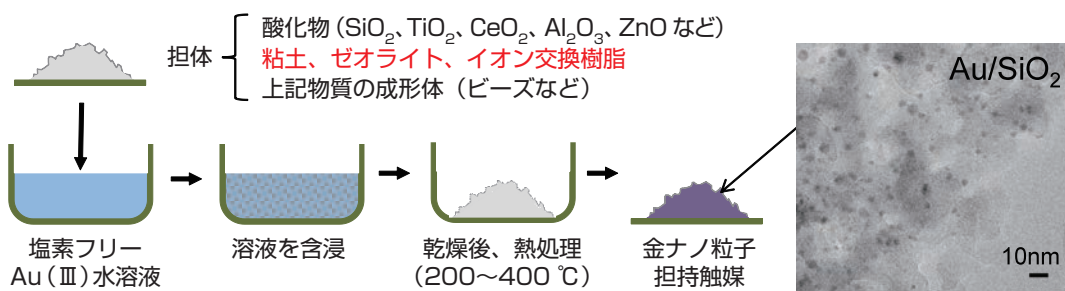 担体
酸化物(SiO₂、TiO₂、CeO₂、Al₂O₃、ZnO など)
粘土、ゼオライト、イオン交換樹脂
上記物質の成形体(ビーズなど)
Au/SiO₂
10nm
塩素フリー
Au(Ⅲ)水溶液
溶液を含浸
乾燥後、熱処理
(200〜400 ℃)
金ナノ粒子
担持触媒